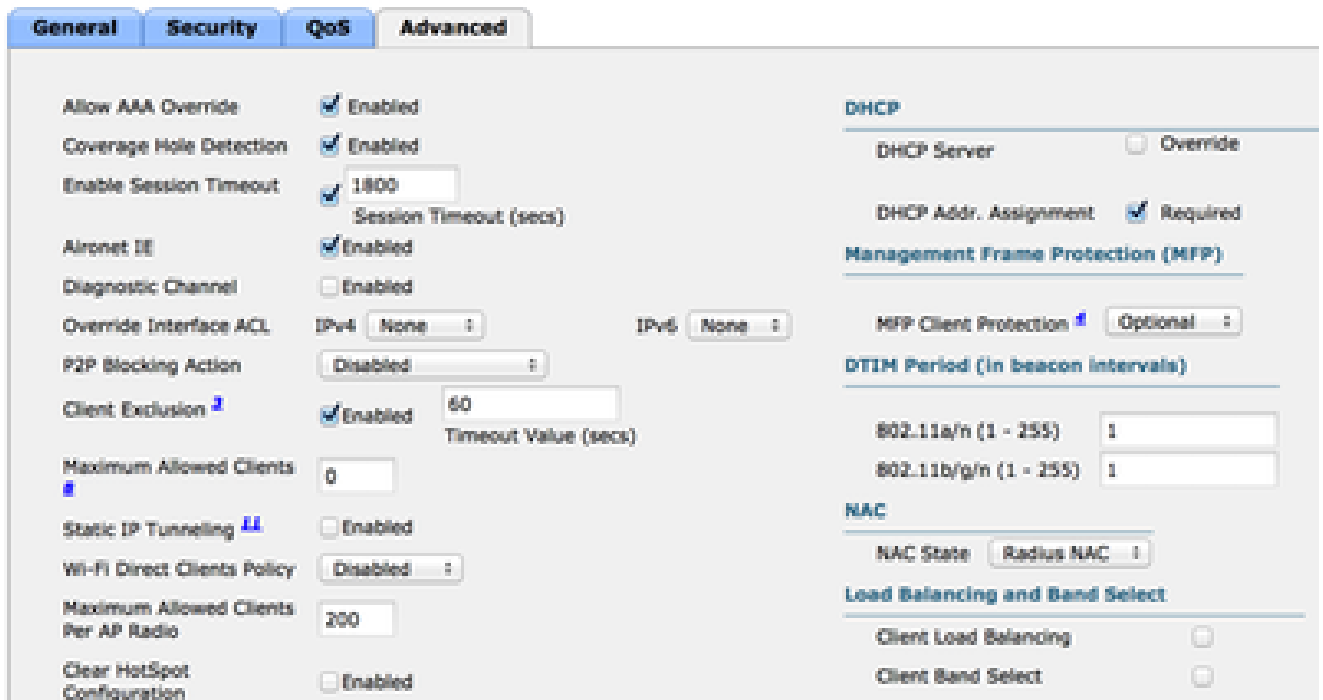 General Security QoS Advanced
Allow AAA Override Enabled
Coverage Hole Detection Enabled
Enable Session Timeout 1800
Session Timeout (secs)
Aironet IE Enabled
Diagnostic Channel Enabled
Override Interface ACL IPv4 None IPv6 None
P2P Blocking Action Disabled
Client Exclusion 3 Enabled 60
Timeout Value (secs)
Maximum Allowed Clients
8
0
Static IP Tunneling 11 Enabled
Wi-Fi Direct Clients Policy Disabled
Maximum Allowed Clients
Per AP Radio
200
Clear HotSpot
Configuration
Enabled
DHCP
DHCP Server Override
DHCP Addr. Assignment Required
Management Frame Protection (MFP)
MFP Client Protection Optional
DTIM Period (in beacon intervals)
802.11a/n (1 - 255) 1
802.11b/g/n (1 - 255) 1
NAC
NAC State Radius NAC
Load Balancing and Band Select
Client Load Balancing
Client Band Select